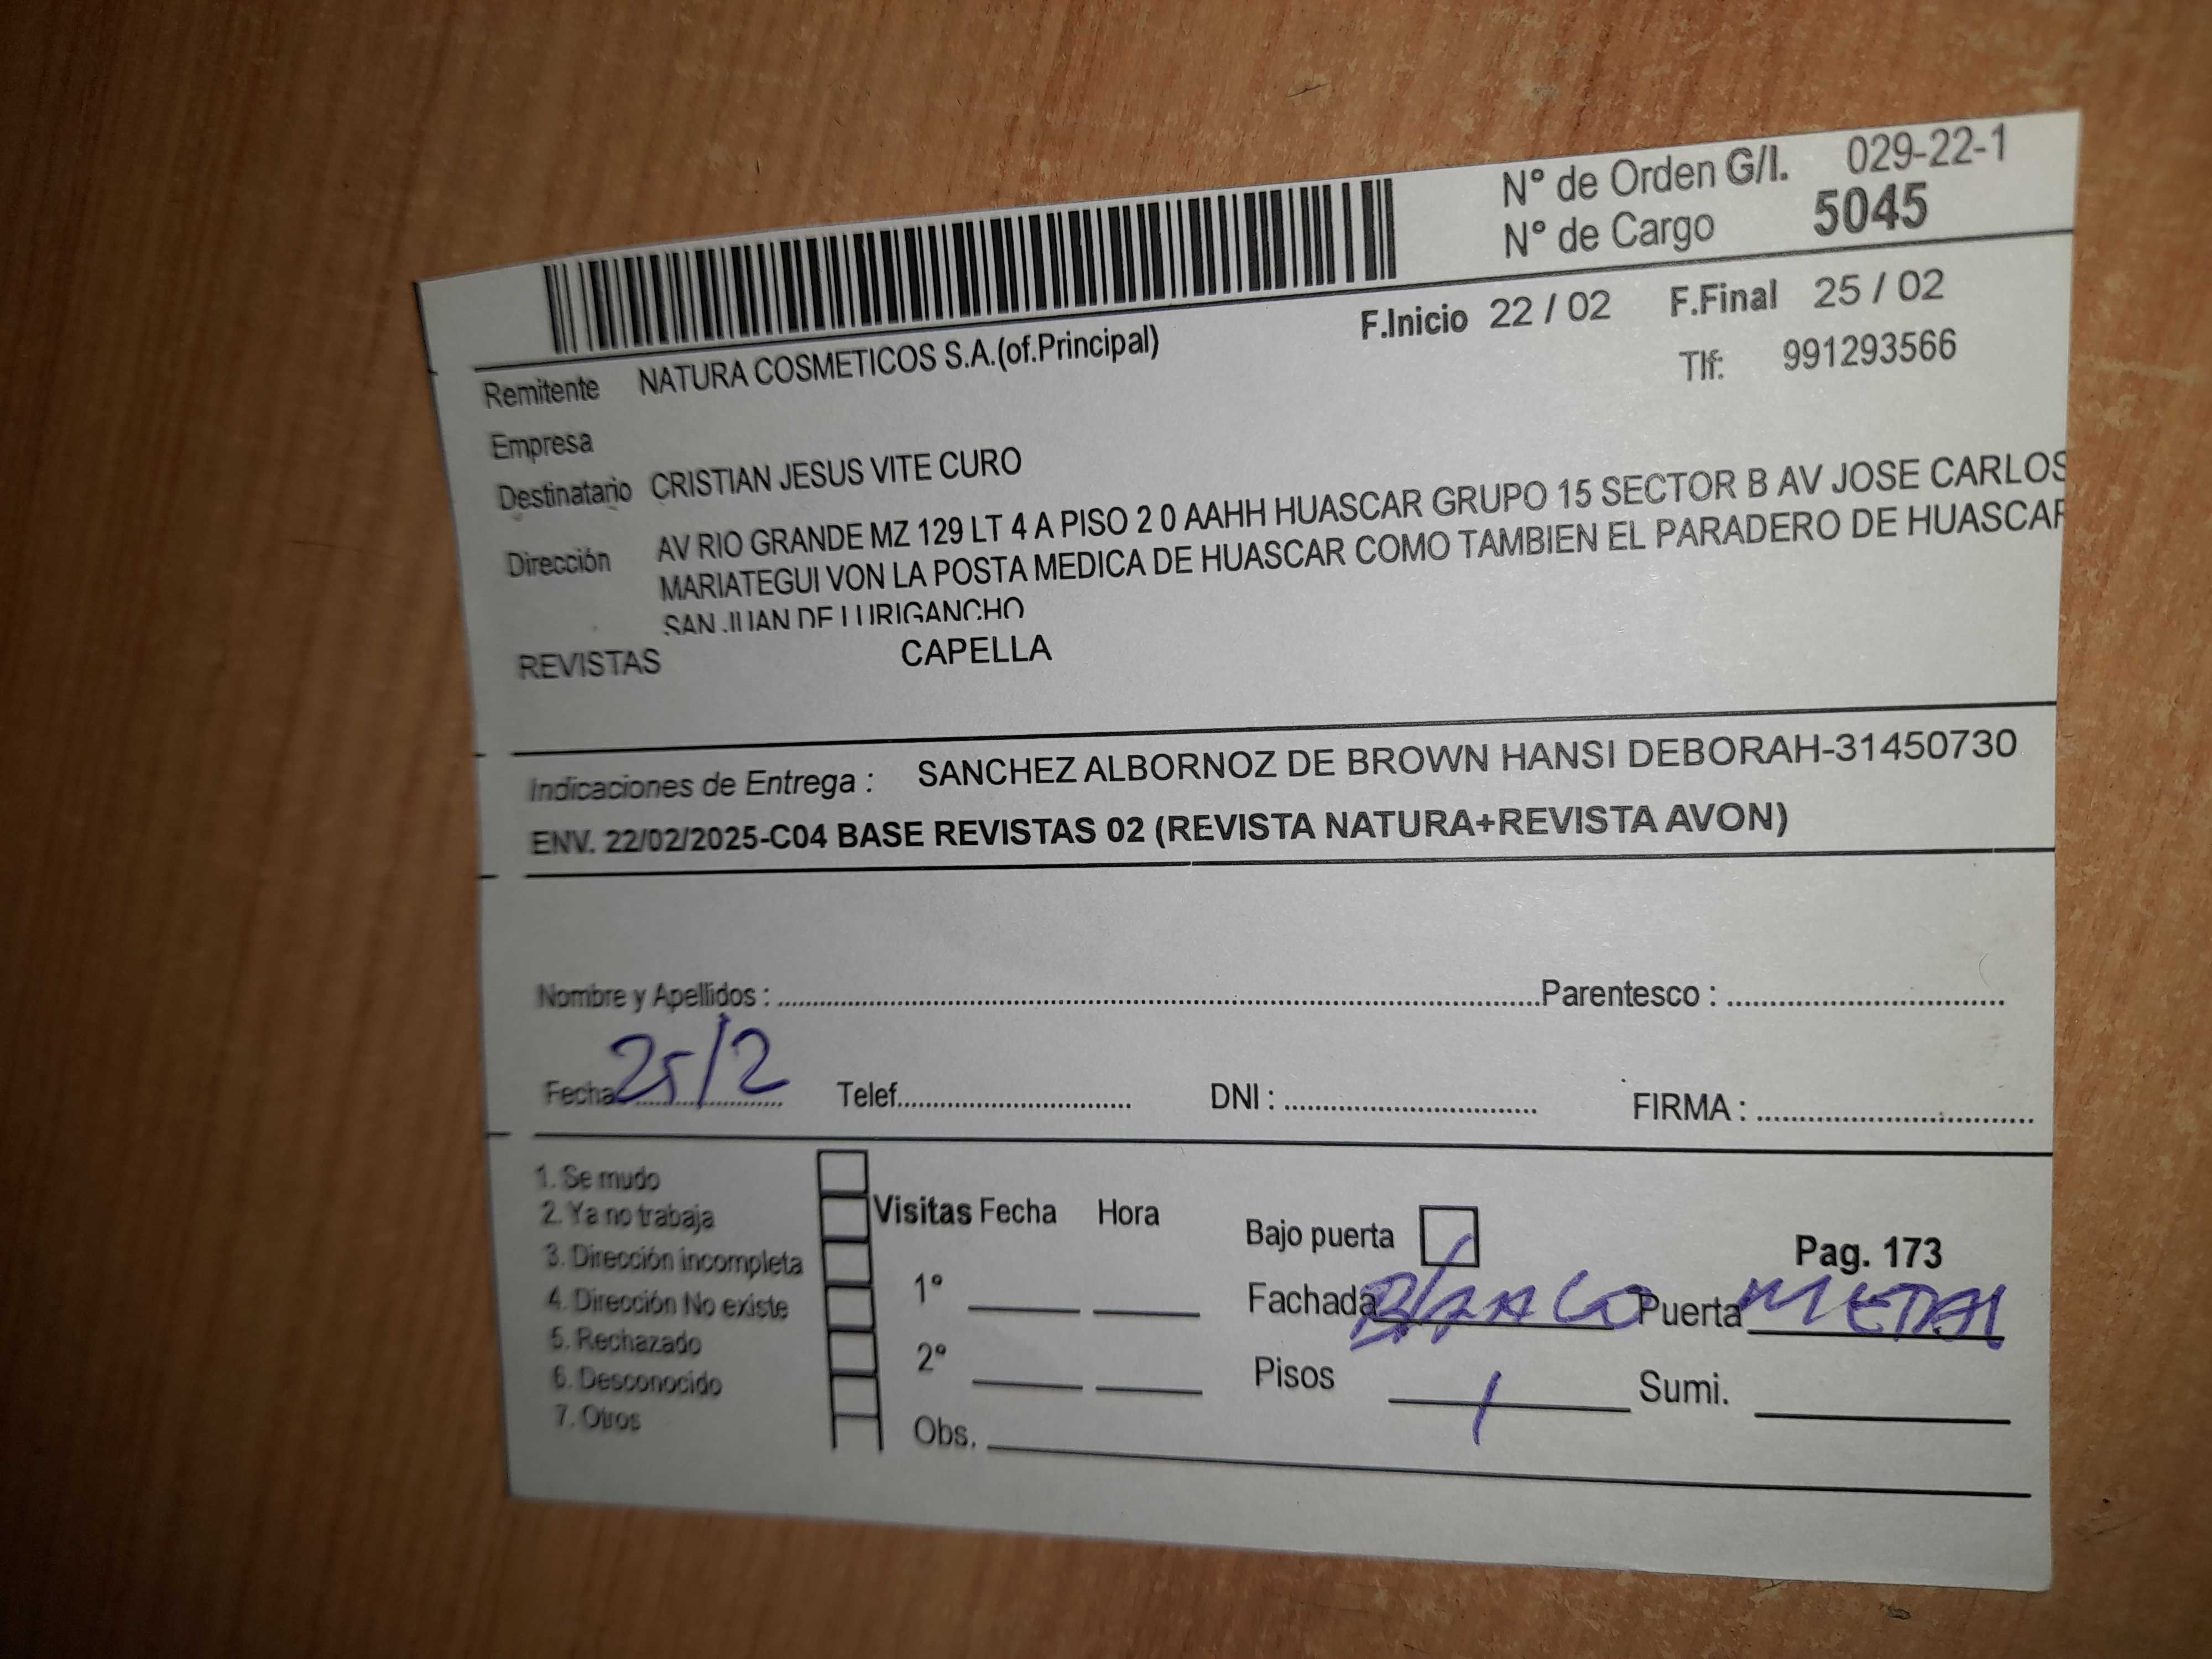 N° de Orden G/I. 029-22-1
N° de Cargo 5045
F.Inicio 22 / 02 F.Final 25 / 02
Remitente NATURA COSMETICOS S.A.(of.Principal) Tlf: 991293566
Empresa
Destinatario CRISTIAN JESUS VITE CURO
Dirección AV RIO GRANDE MZ 129 LT 4 A PISO 2 0 AAHH HUASCAR GRUPO 15 SECTOR B AV JOSE CARLOS
MARIATEGUI VON LA POSTA MEDICA DE HUASCAR COMO TAMBIEN EL PARADERO DE HUASCAR
SAN JUAN DE LURIGANCHO
REVISTAS CAPELLA
Indicaciones de Entrega : SANCHEZ ALBORNOZ DE BROWN HANSI DEBORAH-31450730
ENV. 22/02/2025-C04 BASE REVISTAS 02 (REVISTA NATURA+REVISTA AVON)
Nombre y Apellidos : Parentesco :
Fecha 25/2 Telef. DNI : FIRMA :
1. Se mudo
2. Ya no trabaja
3. Dirección incompleta
4. Dirección No existe
5. Rechazado
6. Desconocido
7. Otros
Visitas Fecha Hora
1°
2°
Obs.
Bajo puerta
Pag. 173
Fachada BlANCO Puerta METAL
Pisos 1 Sumi.